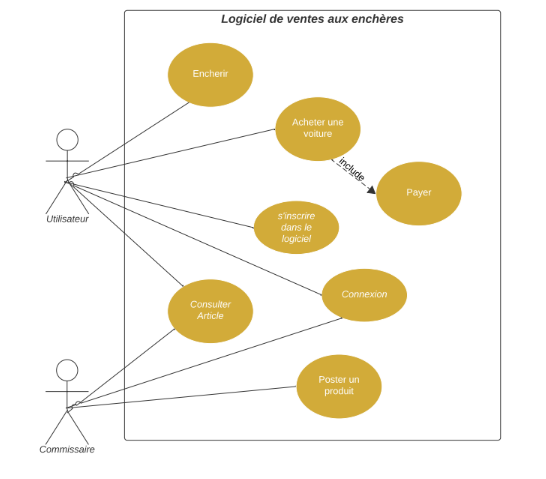 Logiciel de ventes aux enchères
Encherir
Acheter une
voiture
include
Payer
Utilisateur
s'inscrire
dans le
logiciel
Connexion
Consulter
Article
Poster un
produit
Commissaire